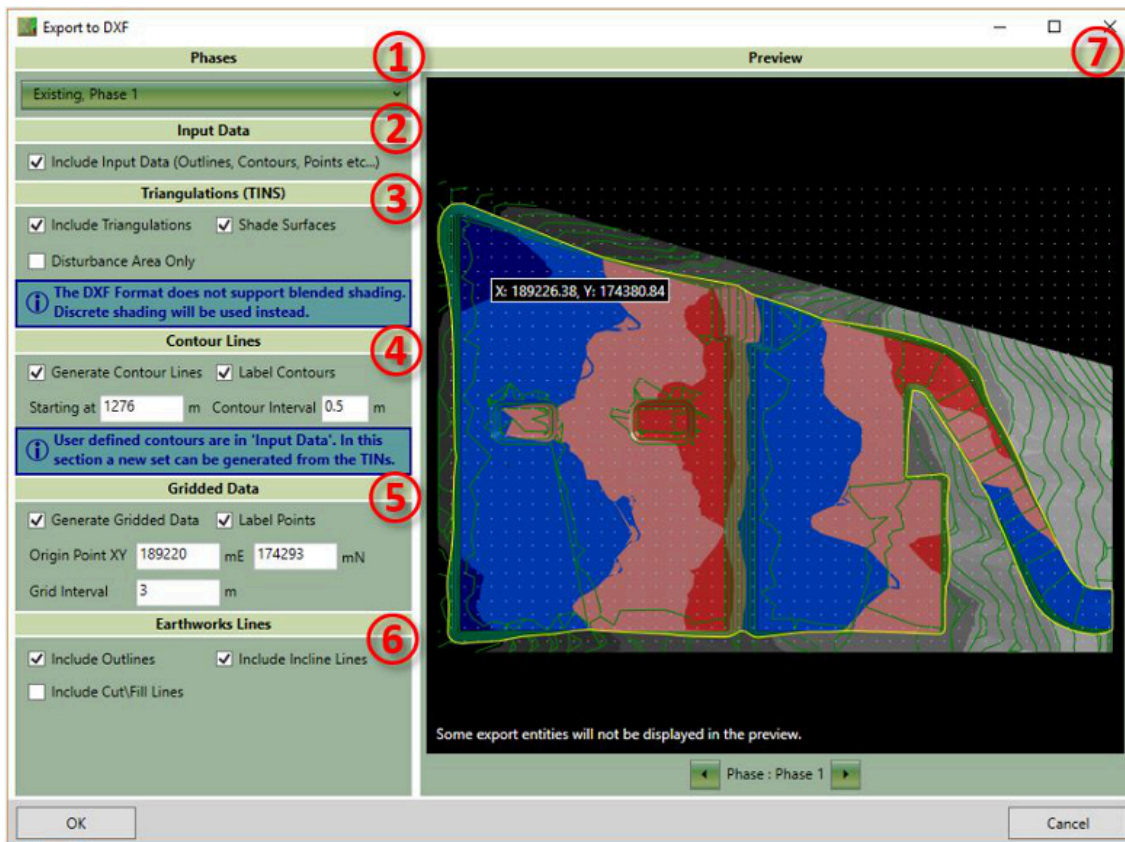 Export to DXF
Phases
1
Existing, Phase 1
2
Input Data
Include Input Data (Outlines, Contours, Points etc...)
3
Triangulations (TINS)
Include Triangulations Shade Surfaces
Disturbance Area Only
The DXF Format does not support blended shading.
Discrete shading will be used instead.
4
Contour Lines
Generate Contour Lines Label Contours
Starting at 1276 m Contour Interval 0.5 m
User defined contours are in 'Input Data'. In this
section a new set can be generated from the TINs.
5
Gridded Data
Generate Gridded Data Label Points
Origin Point XY 189220 mE 174293 mN
Grid Interval 3 m
6
Earthworks Lines
Include Outlines Include Incline Lines
Include Cut\Fill Lines
7
Preview
X: 189226.38, Y: 174380.84
Some export entities will not be displayed in the preview.
Phase : Phase 1
OK
Cancel